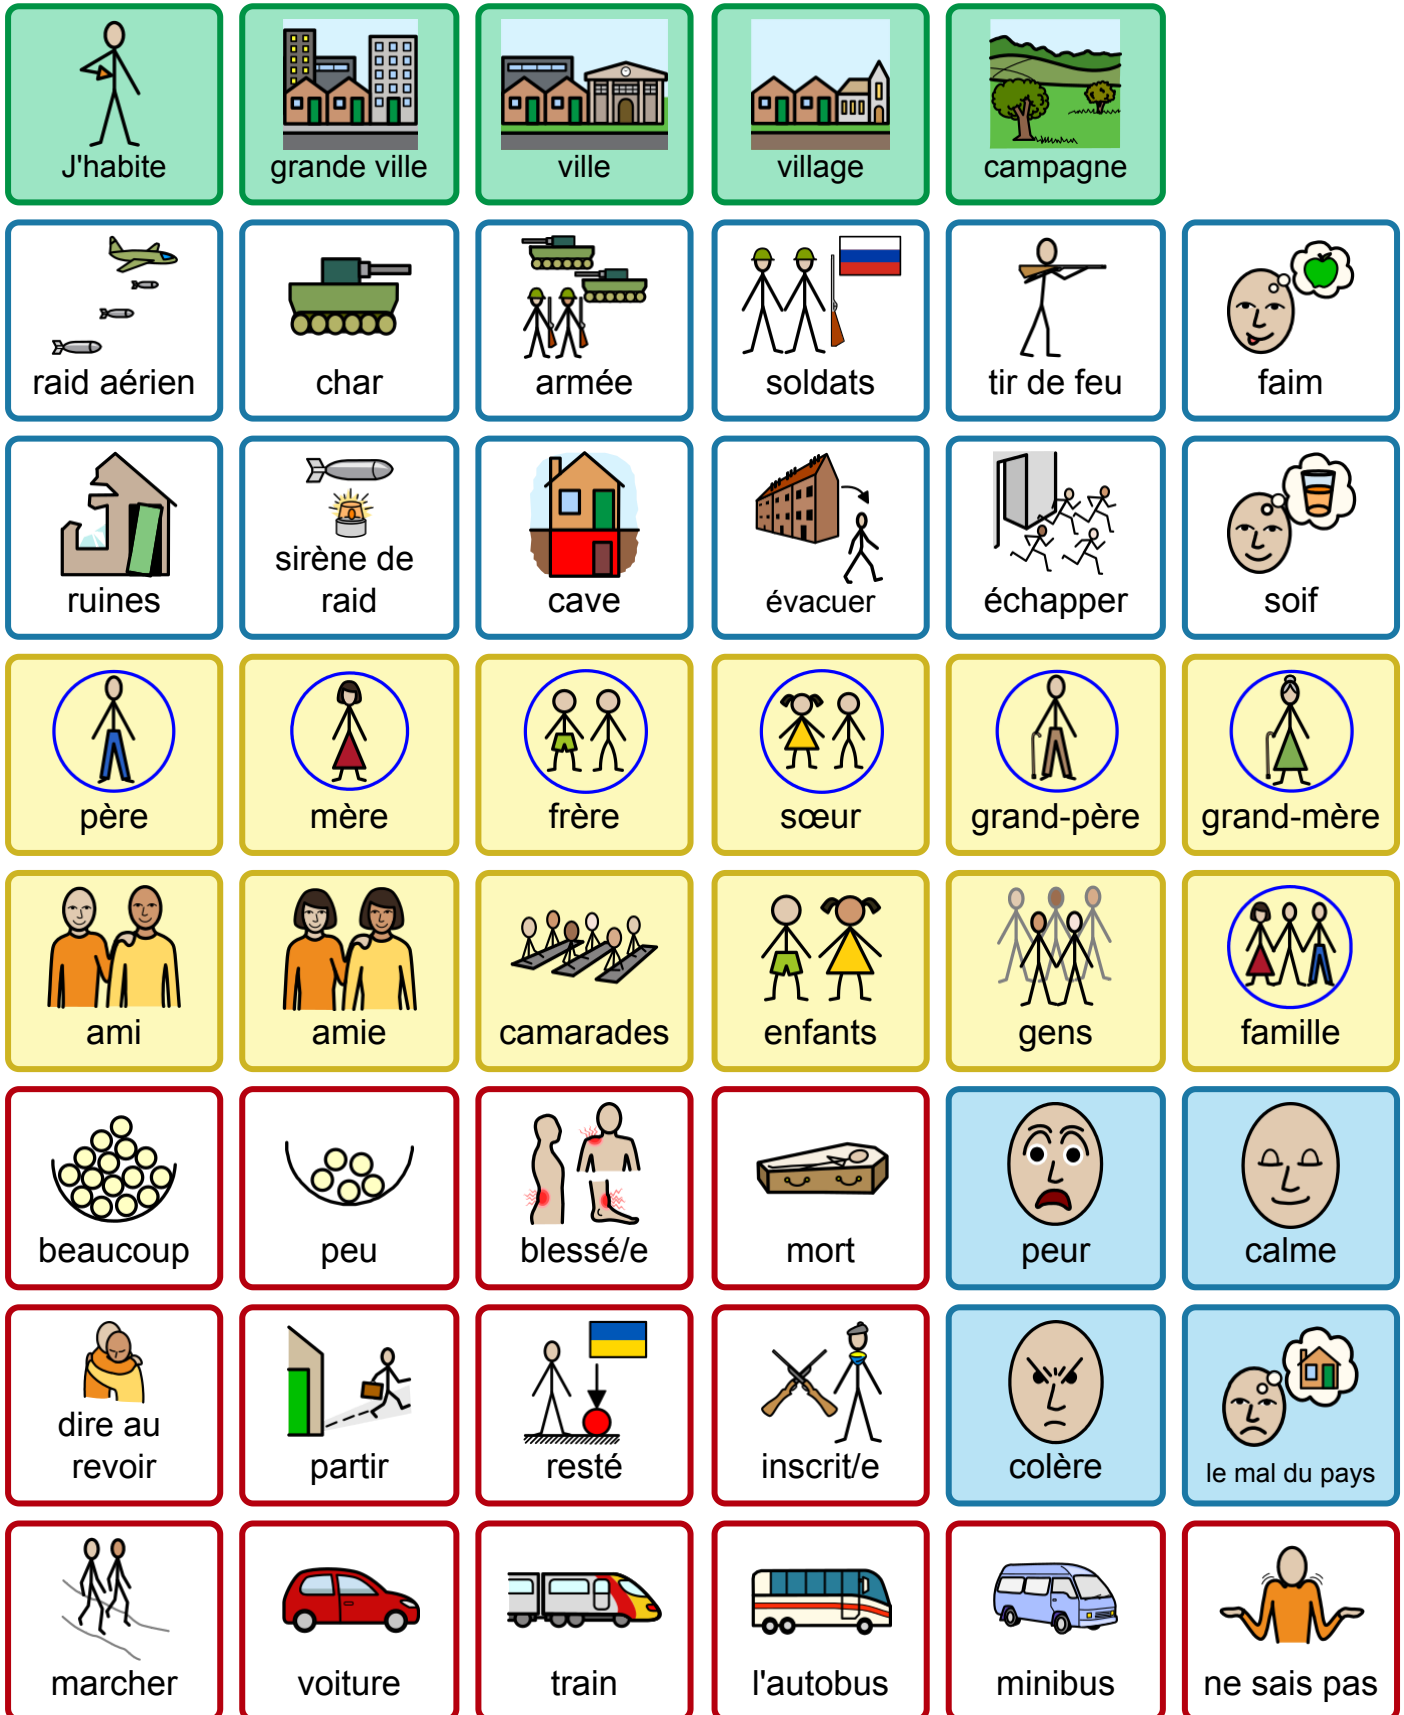 J'habite
grande ville
ville
village
campagne
raid aérien
char
armée
soldats
tir de feu
faim
ruines
sirène de
raid
cave
évacuer
échapper
soif
père
mère
frère
sœur
grand-père
grand-mère
ami
amie
camarades
enfants
gens
famille
beaucoup
peu
blessé/e
mort
peur
calme
dire au
revoir
partir
resté
inscrit/e
colère
le mal du pays
marcher
voiture
train
l'autobus
minibus
ne sais pas